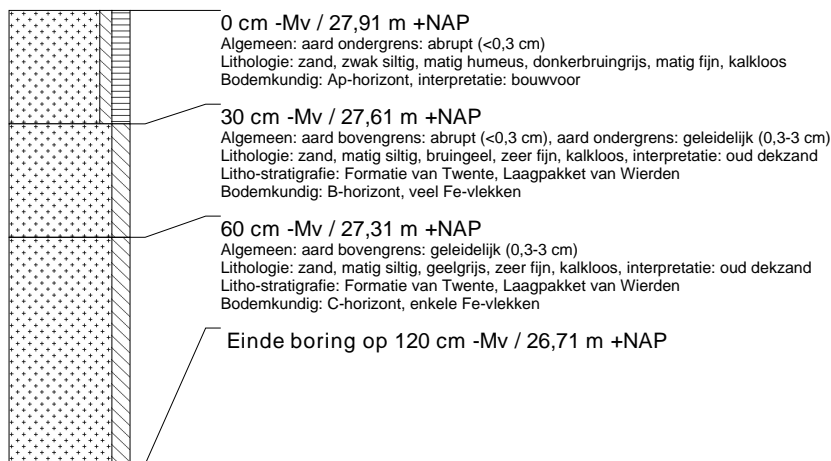 0 cm -Mv / 27,91 m +NAP
Algemeen: aard ondergrens: abrupt (<0,3 cm)
Lithologie: zand, zwak siltig, matig humeus, donkerbruingrijs, matig fijn, kalkloos
Bodemkundig: Ap-horizont, interpretatie: bouwvoor
30 cm -Mv / 27,61 m +NAP
Algemeen: aard bovengrens: abrupt (<0,3 cm), aard ondergrens: geleidelijk (0,3-3 cm)
Lithologie: zand, matig siltig, bruingeel, zeer fijn, kalkloos, interpretatie: oud dekzand
Litho-stratigrafie: Formatie van Twente, Laagpakket van Wierden
Bodemkundig: B-horizont, veel Fe-vlekken
60 cm -Mv / 27,31 m +NAP
Algemeen: aard bovengrens: geleidelijk (0,3-3 cm)
Lithologie: zand, matig siltig, geelgrijs, zeer fijn, kalkloos, interpretatie: oud dekzand
Litho-stratigrafie: Formatie van Twente, Laagpakket van Wierden
Bodemkundig: C-horizont, enkele Fe-vlekken
Einde boring op 120 cm -Mv / 26,71 m +NAP